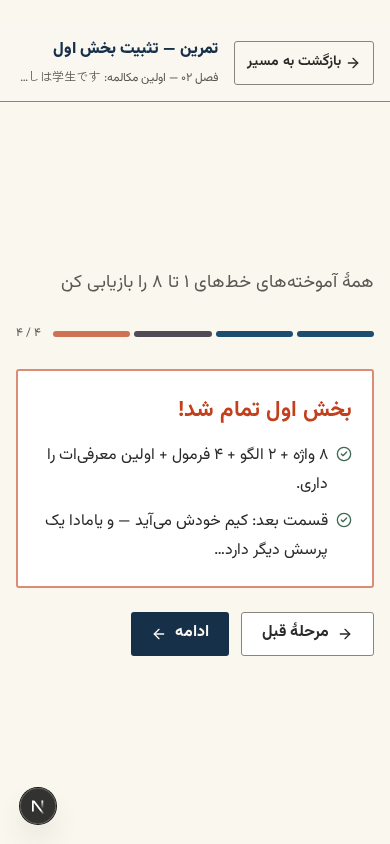 بازگشت به مسیر
تمرین — تثبیت بخش اول
فصل ۰۲ — اولین مکالمه: しは学生です...
همهٔ آموخته‌های خط‌های ۱ تا ۸ را بازیابی کن
۴ / ۴
بخش اول تمام شد!
۸ واژه + ۲ الگو + ۴ فرمول + اولین معرفی‌ات را
داری.
قسمت بعد: کیم خودش می‌آید — و یامادا یک
پرسش دیگر دارد...
مرحلهٔ قبل
ادامه
N